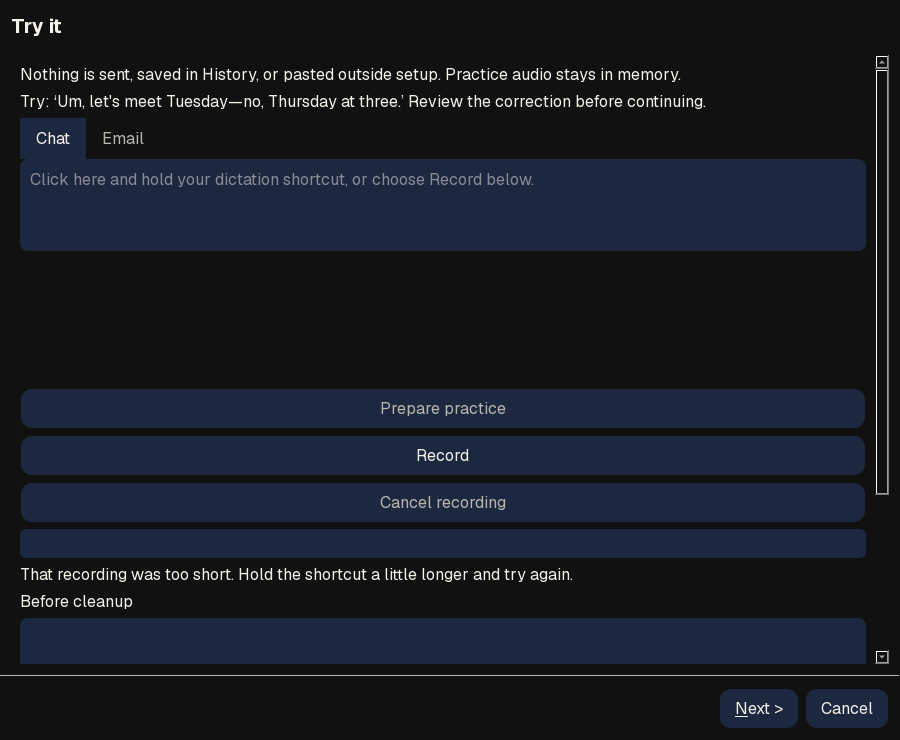 Try it
Nothing is sent, saved in History, or pasted outside setup. Practice audio stays in memory.
Try: ‘Um, let's meet Tuesday—no, Thursday at three.’ Review the correction before continuing.
Chat
Email
Click here and hold your dictation shortcut, or choose Record below.
Prepare practice
Record
Cancel recording
That recording was too short. Hold the shortcut a little longer and try again.
Before cleanup
Next >
Cancel